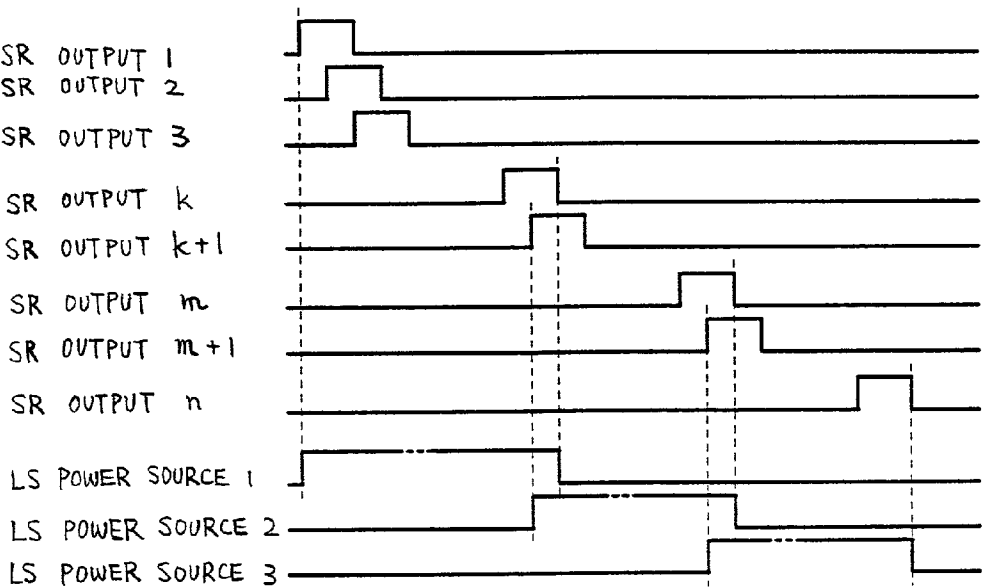 SR OUTPUT 1
SR OUTPUT 2
SR OUTPUT 3
SR OUTPUT k
SR OUTPUT k+1
SR OUTPUT m
SR OUTPUT m+1
SR OUTPUT n
LS POWER SOURCE 1
LS POWER SOURCE 2
LS POWER SOURCE 3